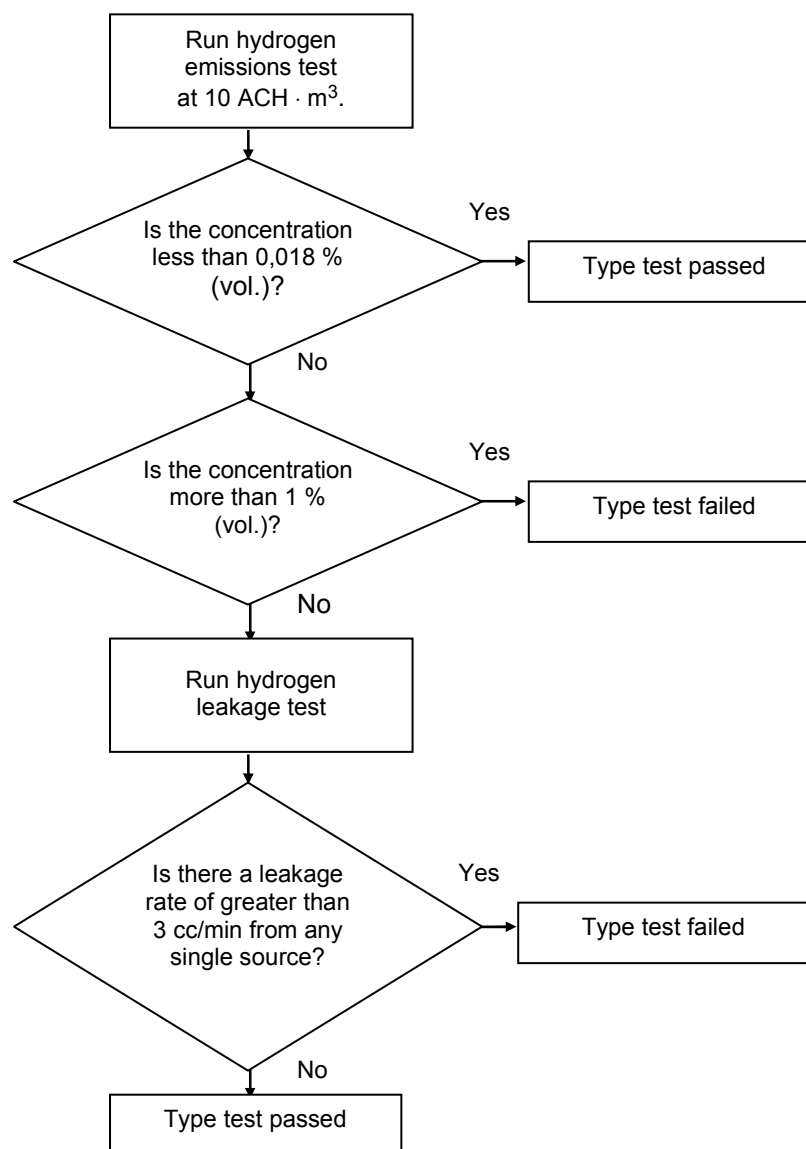 Run hydrogen
emissions test
at 10 ACH · m³.
Is the concentration
less than 0,018 %
(vol.)?
Yes
Type test passed
No
Is the concentration
more than 1 %
(vol.)?
Yes
Type test failed
No
Run hydrogen
leakage test
Is there a leakage
rate of greater than
3 cc/min from any
single source?
Yes
Type test failed
No
Type test passed